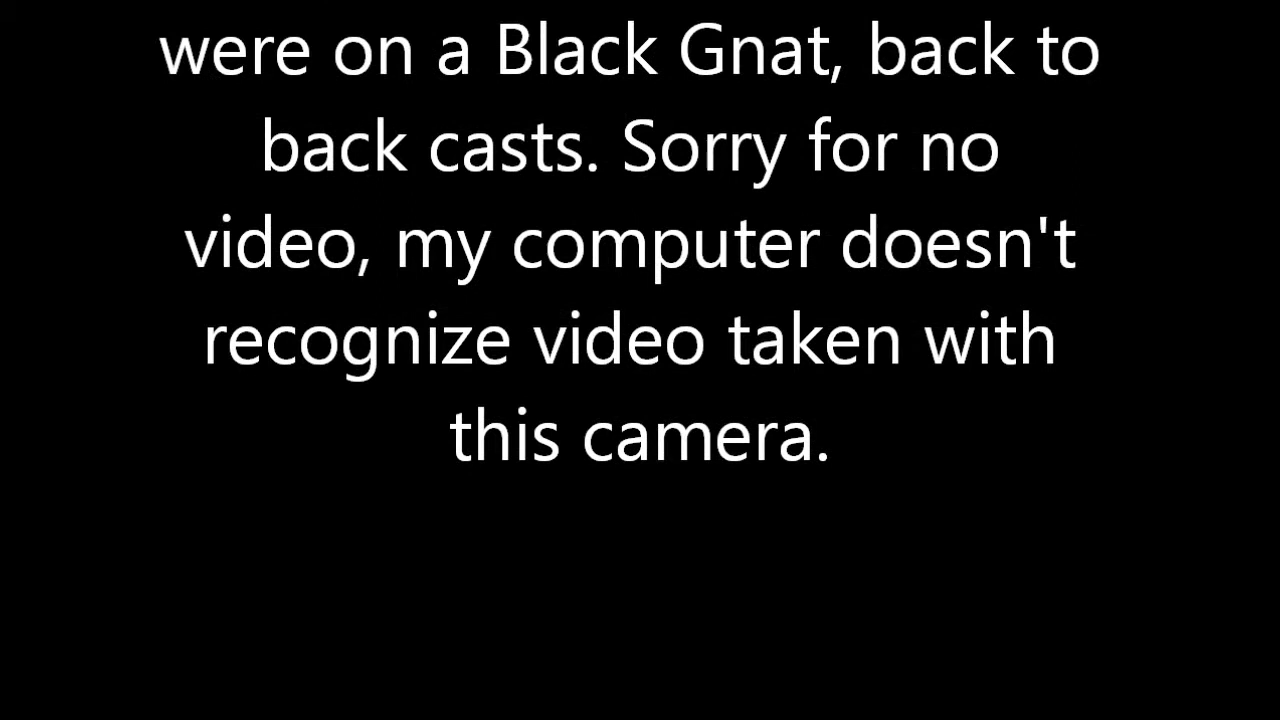 were on a Black Gnat, back to
back casts. Sorry for no
video, my computer doesn't
recognize video taken with
this camera.